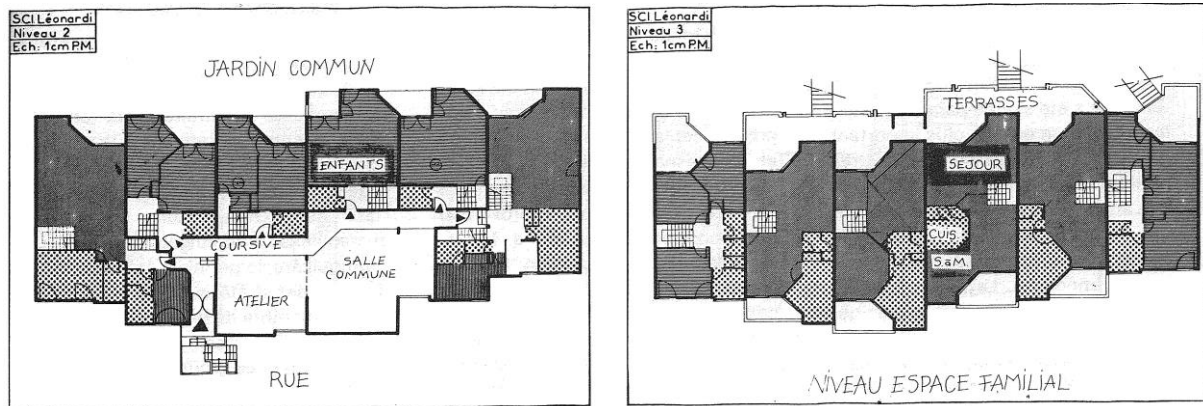 SCI Léonardi
Niveau 2
Ech: 1cm P.M.
JARDIN COMMUN
ENFANTS
COURSIVE
SALLE
COMMUNE
ATELIER
RUE
SCI Léonardi
Niveau 3
Ech: 1cm P.M.
TERRASSES
SEJOUR
CUIS.
S.àM.
NIVEAU ESPACE FAMILIAL